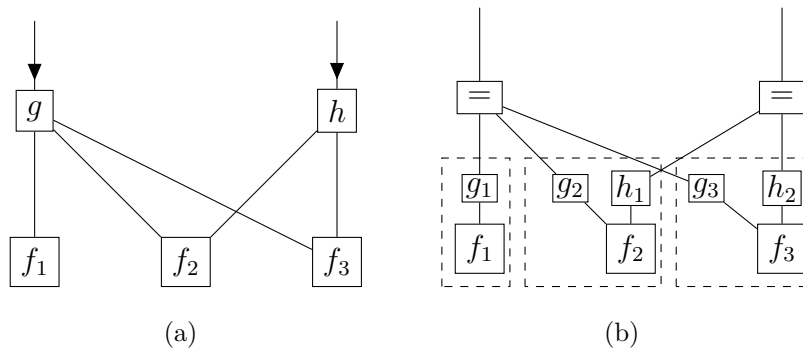 g h = =
g₁ g₂ h₁ g₃ h₂
f₁ f₂ f₃ f₁ f₂ f₃
(a) (b)